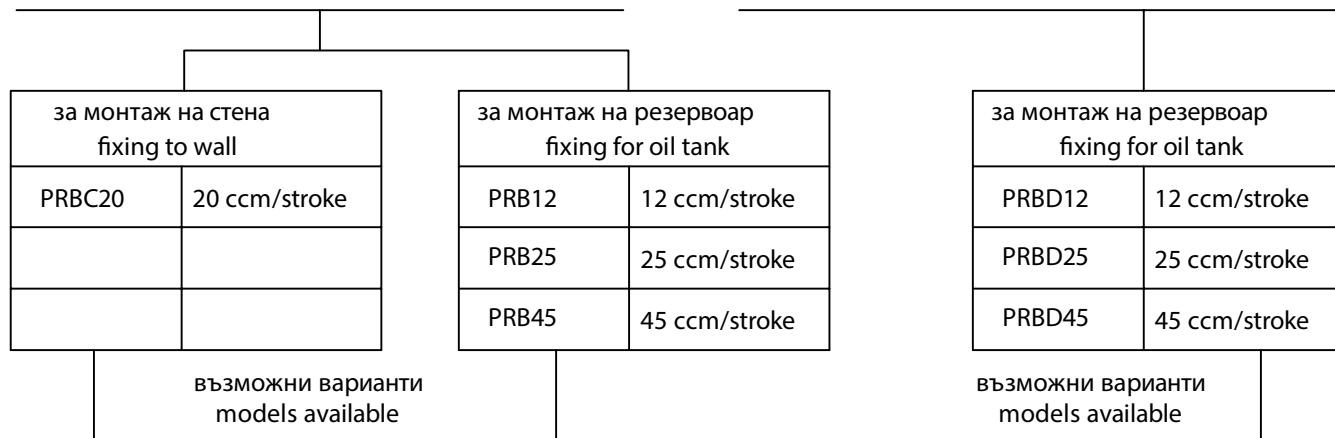 за монтаж на стена
fixing to wall
PRBC20 20 ccm/stroke
за монтаж на резервоар
fixing for oil tank
PRB12 12 ccm/stroke
PRB25 25 ccm/stroke
PRB45 45 ccm/stroke
за монтаж на резервоар
fixing for oil tank
PRBD12 12 ccm/stroke
PRBD25 25 ccm/stroke
PRBD45 45 ccm/stroke
възможни варианти
models available
възможни варианти
models available